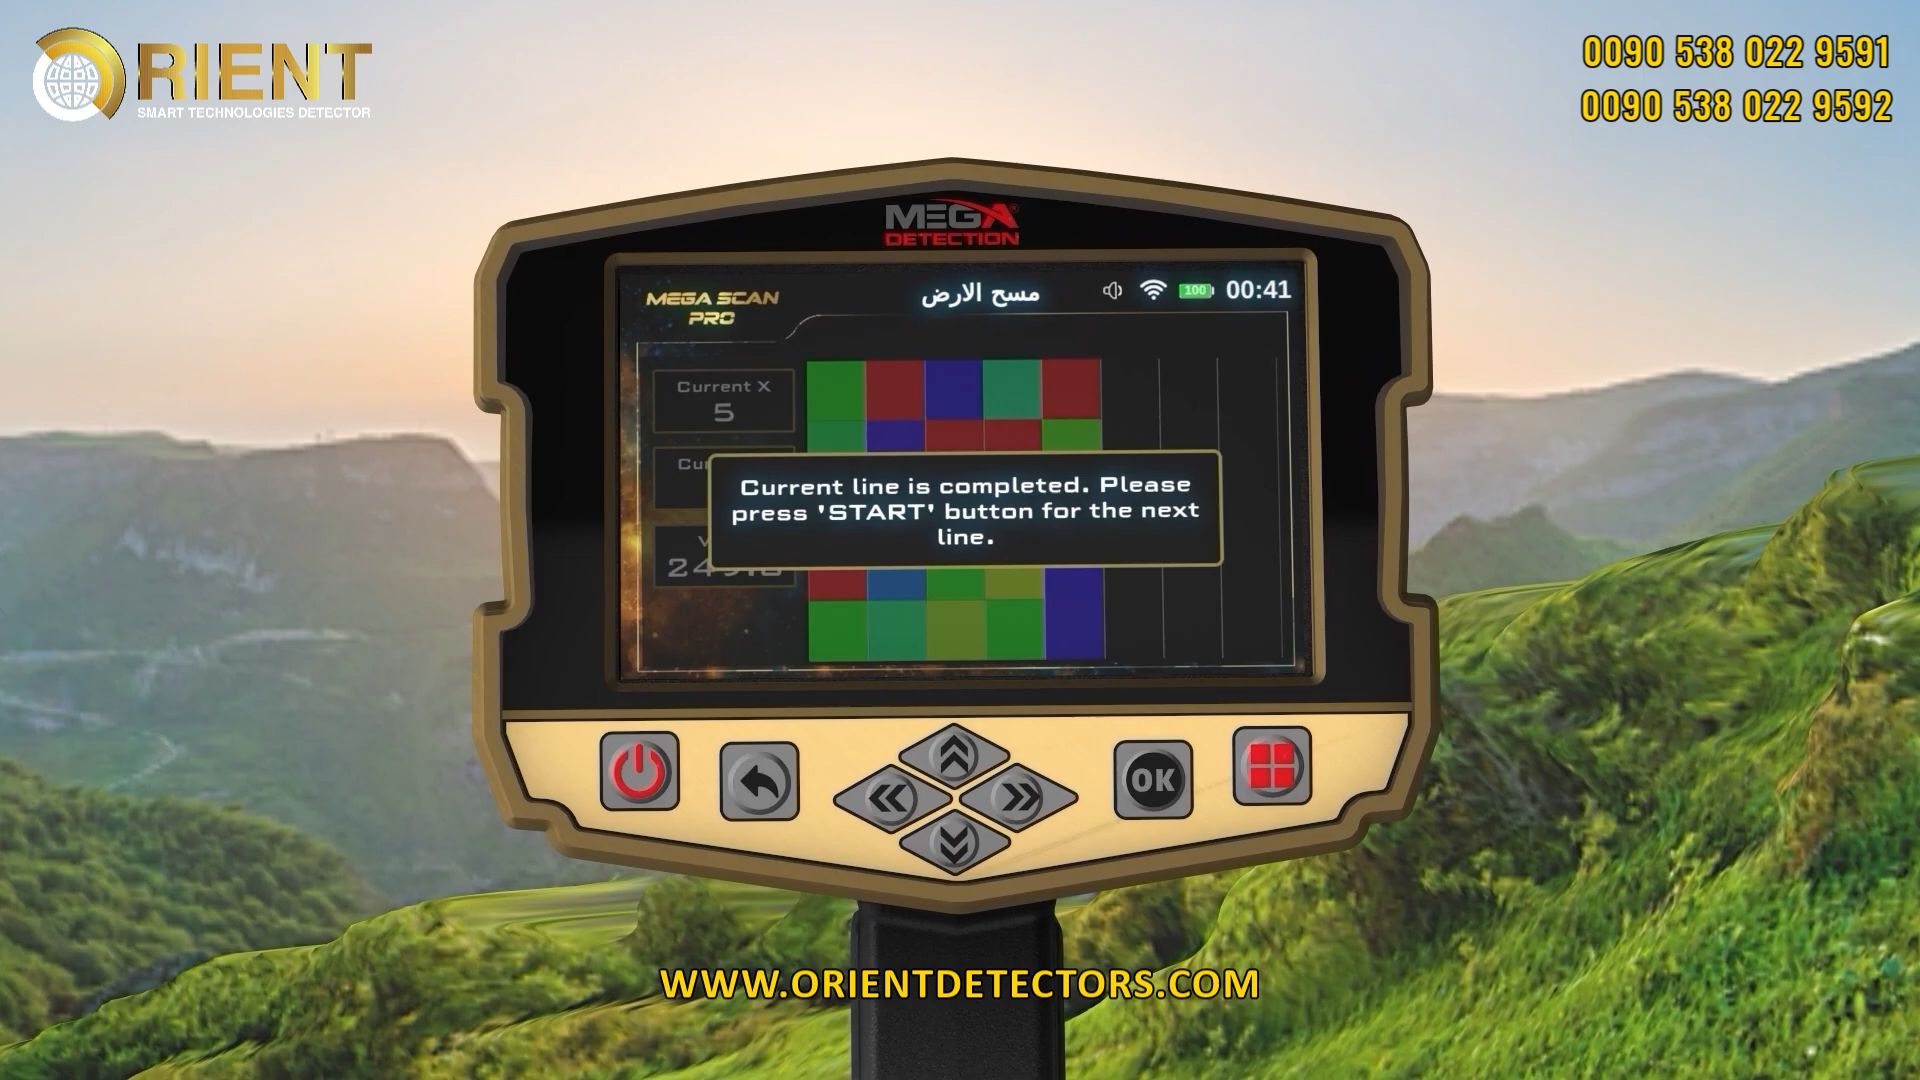 ORIENT
SMART TECHNOLOGIES DETECTOR
0090 538 022 9591
0090 538 022 9592
MEGA
DETECTION
MEGA SCAN
PRO
مسح الارض
100
00:41
Current X
5
Current line is completed. Please
press 'START' button for the next
line.
OK
WWW.ORIENTDETECTORS.COM